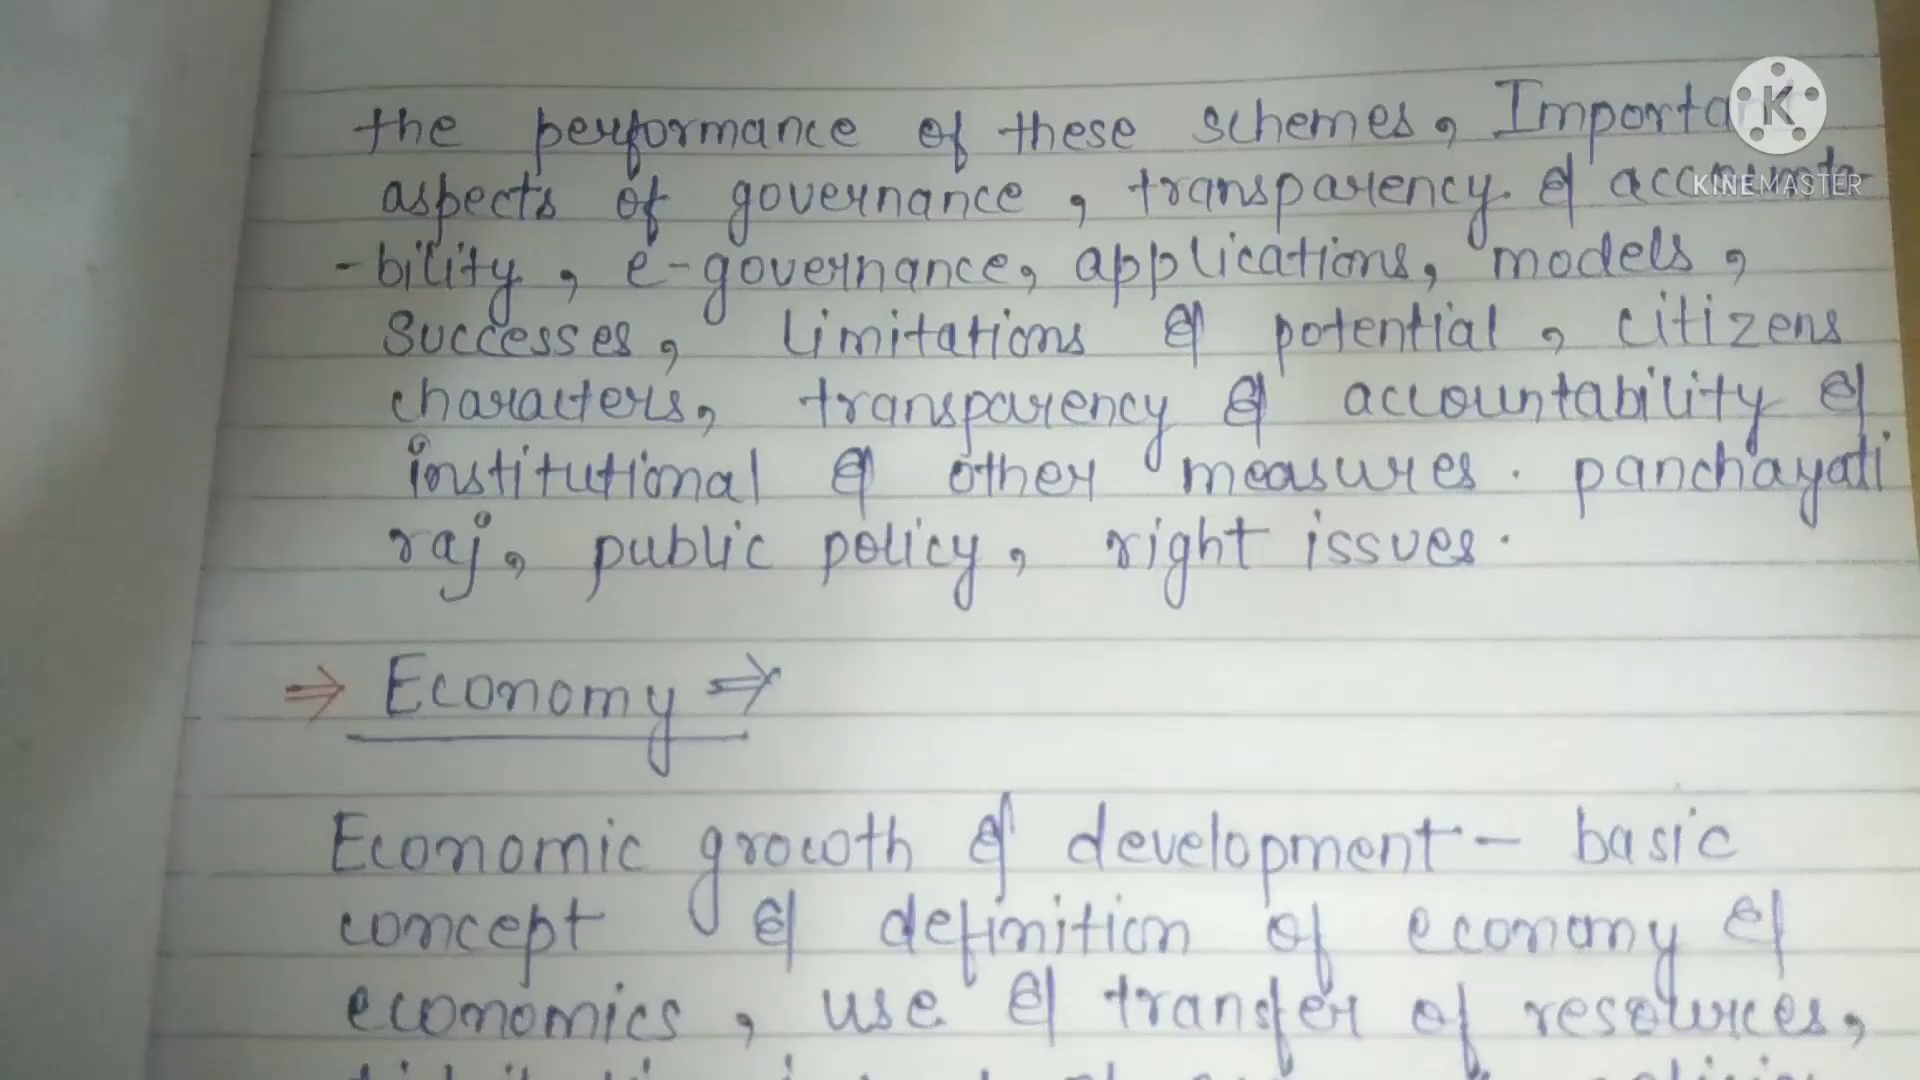 the performance of these schemes, Importa
KINEMASTER
aspects of governance, transparency & accounta-
-bility, e-governance, applications, models,
Successes, limitations & potential, citizens
characters, transparency & accountability &
institutional & other measures. panchayati
raj, public policy, right issues.
⇒ Economy ⇒
Economic growth & development - basic
concept & definition of economy &
economics, use & transfer of resources,